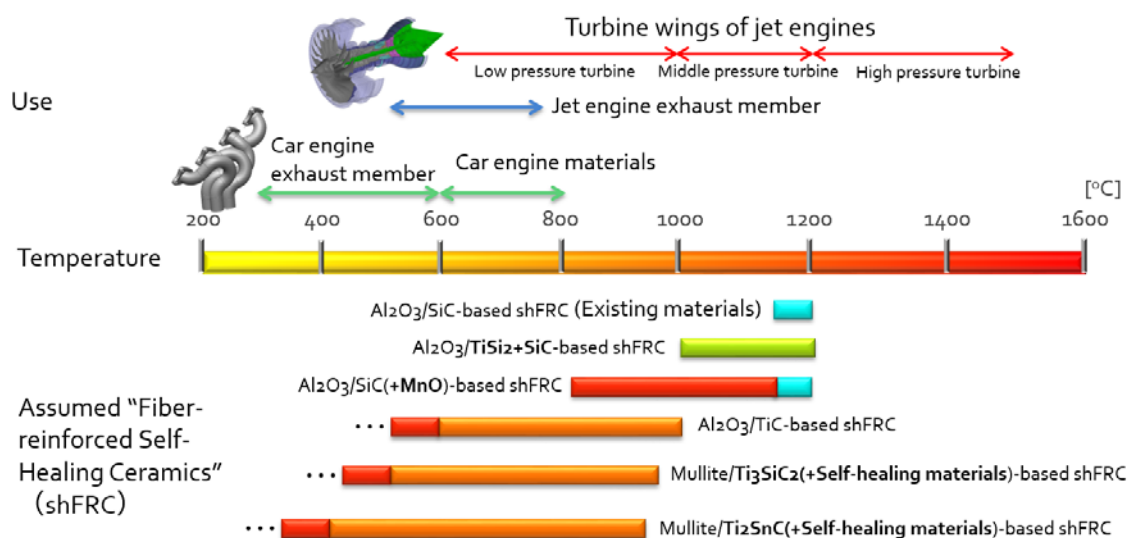 Turbine wings of jet engines
Low pressure turbine
Middle pressure turbine
High pressure turbine
Use
Jet engine exhaust member
Car engine
exhaust member
Car engine materials
[°C]
200
400
600
800
1000
1200
1400
1600
Temperature
Al2O3/SiC-based shFRC (Existing materials)
Al2O3/TiSi2+SiC-based shFRC
Al2O3/SiC(+MnO)-based shFRC
Assumed “Fiber-
reinforced Self-
Healing Ceramics”
(shFRC)
... Al2O3/TiC-based shFRC
... Mullite/Ti3SiC2(+Self-healing materials)-based shFRC
... Mullite/Ti2SnC(+Self-healing materials)-based shFRC